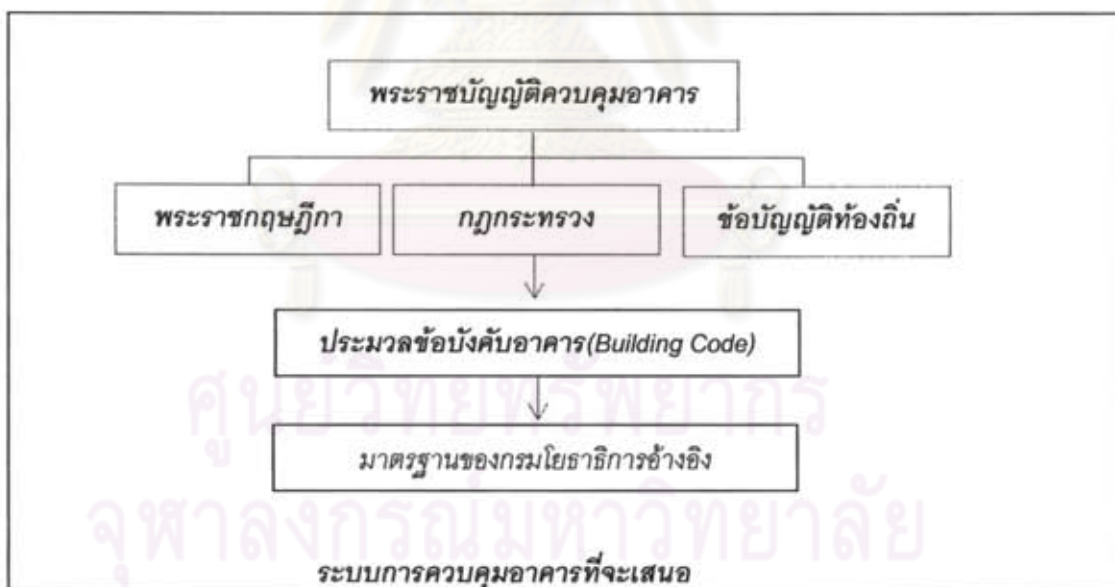 พระราชบัญญัติควบคุมอาคาร
พระราชกฤษฎีกา
กฎกระทรวง
ข้อบัญญัติท้องถิ่น
ประมวลข้อบังคับอาคาร(Building Code)
มาตรฐานของกรมโยธาธิการอ้างอิง
ศูนย์วิทยทรัพยากร
จุฬาลงกรณ์มหาวิทยาลัย
ระบบการควบคุมอาคารที่จะเสนอ